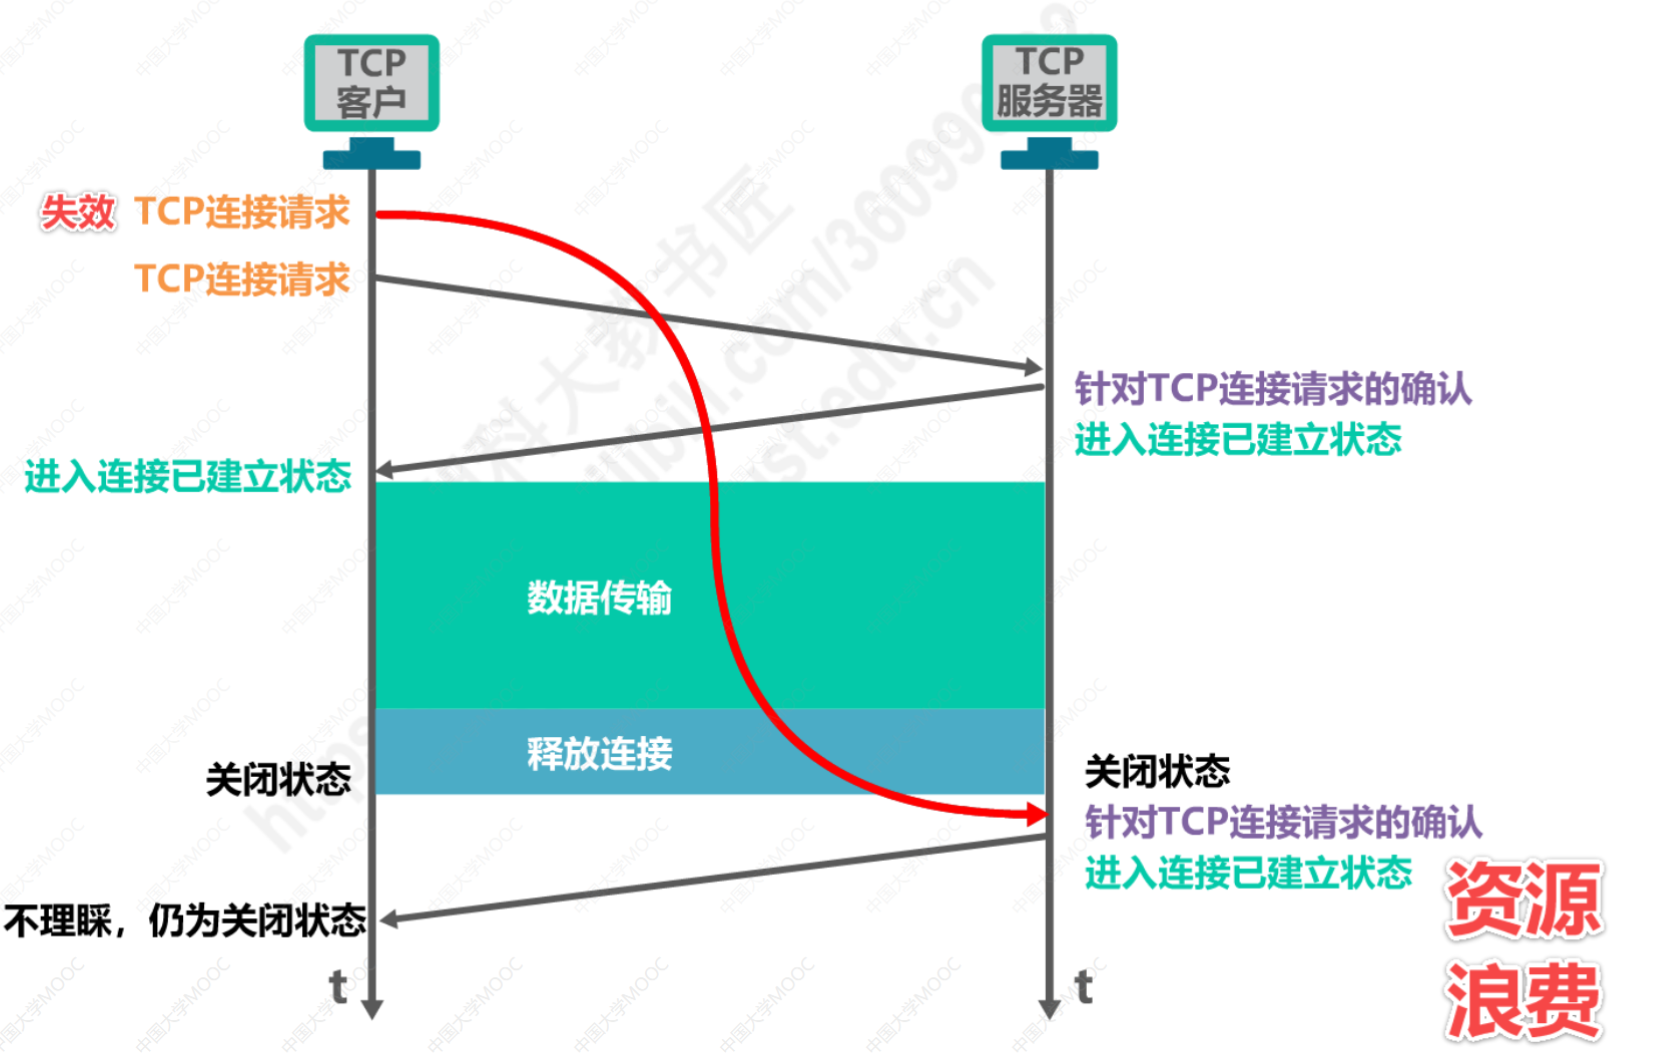 TCP
客户
TCP
服务器
失效 TCP连接请求
TCP连接请求
针对TCP连接请求的确认
进入连接已建立状态
进入连接已建立状态
数据传输
释放连接
关闭状态
关闭状态
针对TCP连接请求的确认
进入连接已建立状态
不理睬，仍为关闭状态
资源
浪费
t
t
中国大学MOOC